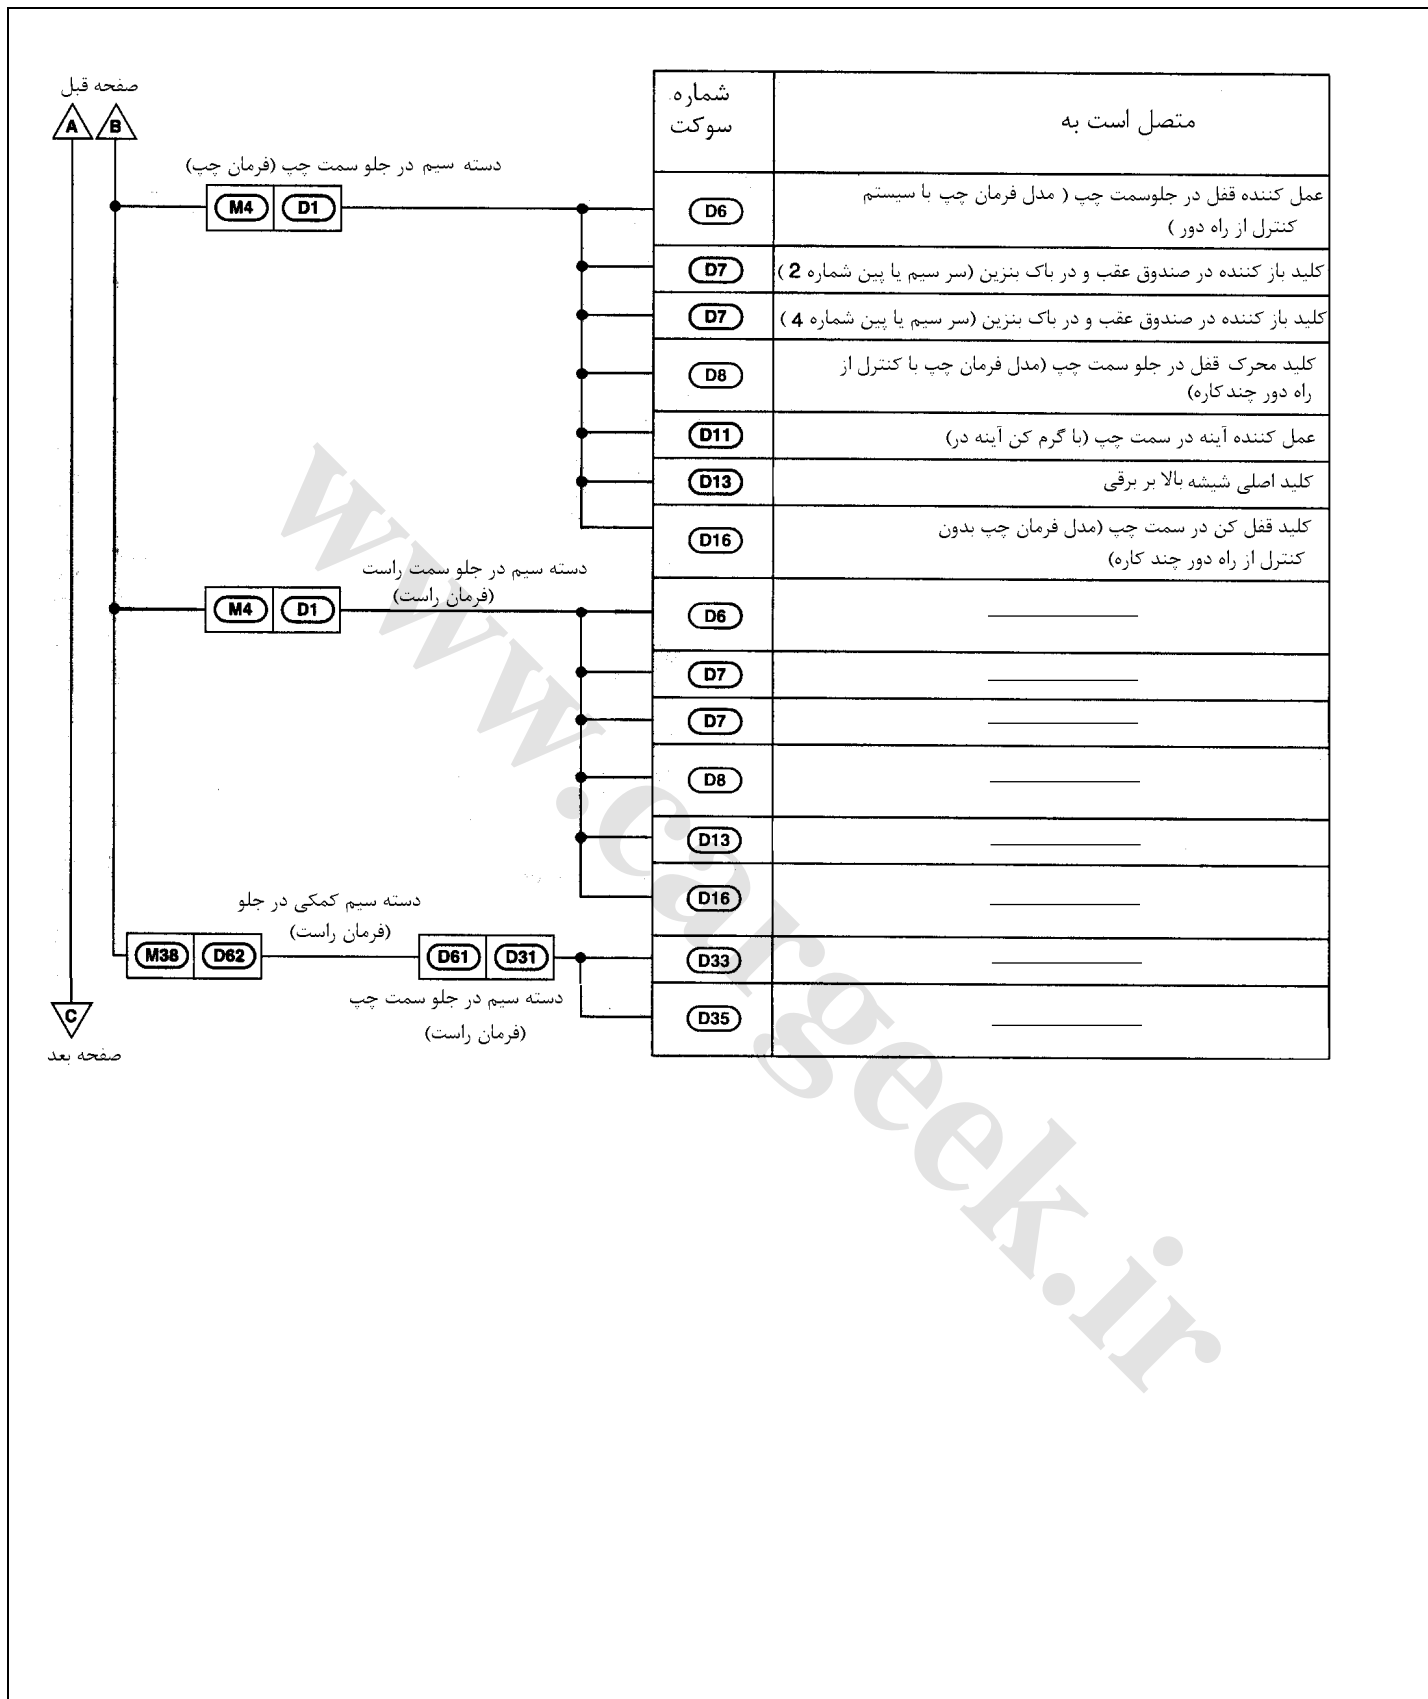 صفحه قبل
A B
شماره سوکت
متصل است به
دسته سیم در جلو سمت چپ (فرمان چپ)
M4 D1
D6
عمل کننده قفل در جلوسمت چپ ( مدل فرمان چپ با سیستم
کنترل از راه دور )
D7
کلید باز کننده در صندوق عقب و در باک بنزین (سر سیم یا پین شماره 2 )
D7
کلید باز کننده در صندوق عقب و در باک بنزین (سر سیم یا پین شماره 4 )
D8
کلید محرک قفل در جلو سمت چپ (مدل فرمان چپ با کنترل از
راه دور چند کاره)
D11
عمل کننده آینه در سمت چپ (با گرم کن آینه در)
D13
کلید اصلی شیشه بالا بر برقی
D16
کلید قفل کن در سمت چپ (مدل فرمان چپ بدون
کنترل از راه دور چند کاره)
دسته سیم در جلو سمت راست
(فرمان راست)
M4 D1
D6
D7
D7
D8
D13
D16
دسته سیم کمکی در جلو
(فرمان راست)
M38 D62
D61 D31
D33
دسته سیم در جلو سمت چپ
(فرمان راست)
D35
C
صفحه بعد
www.cargeek.ir